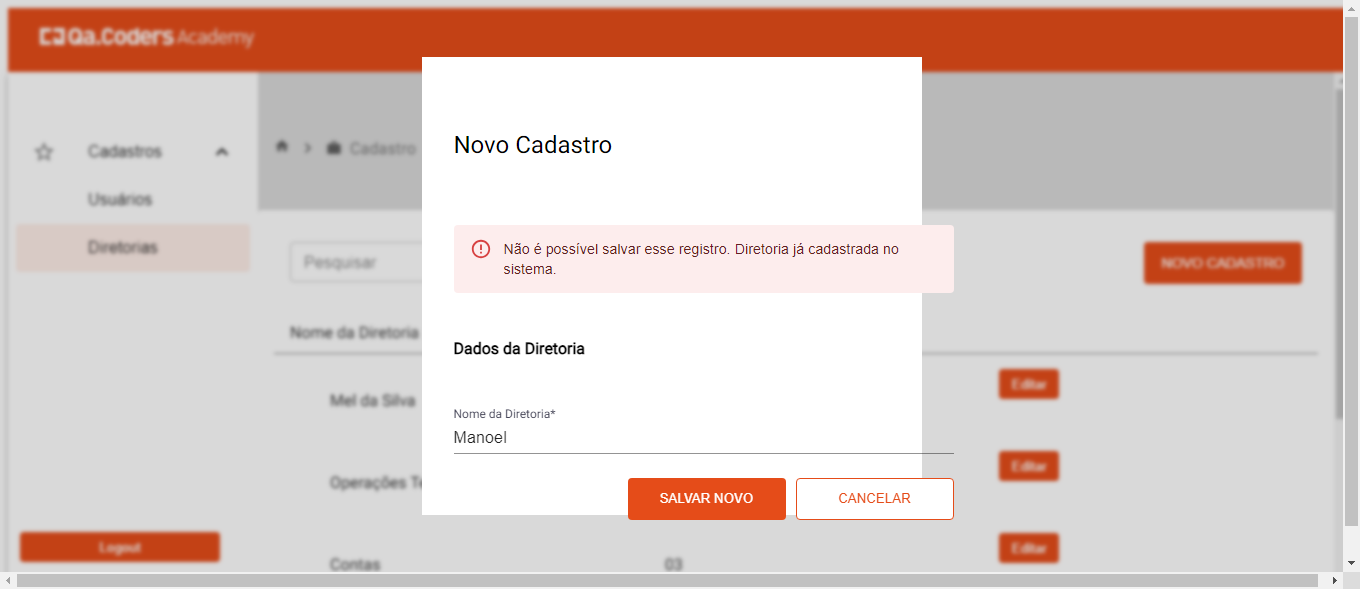 Qa.Coders Academy
Cadastros
Usuários
Diretorias
Logout
Cadastro
Pesquisar
NOVO CADASTRO
Nome da Diretoria
Mel da Silva
Editar
Operações
Editar
Contas
03
Editar
Novo Cadastro
Não é possível salvar esse registro. Diretoria já cadastrada no
sistema.
Dados da Diretoria
Nome da Diretoria*
Manoel
SALVAR NOVO
CANCELAR